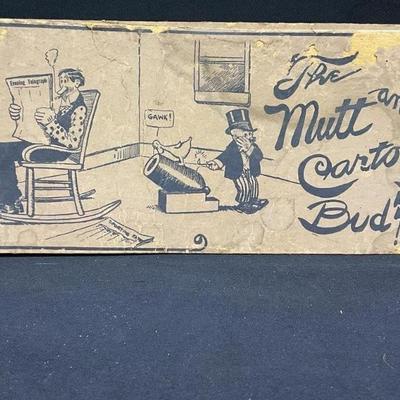 Evening Telegraph
GAWK!
The
Mutt an
Carto
Bud